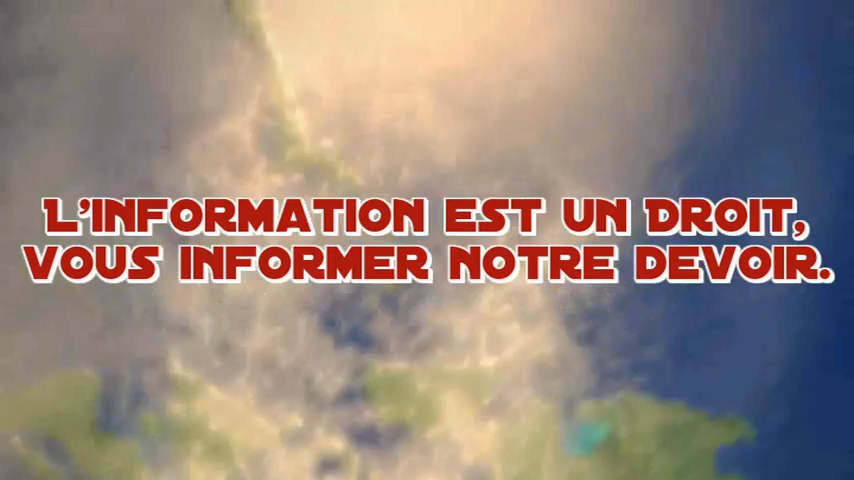 L'INFORMATION EST UN DROIT,
VOUS INFORMER NOTRE DEVOIR.